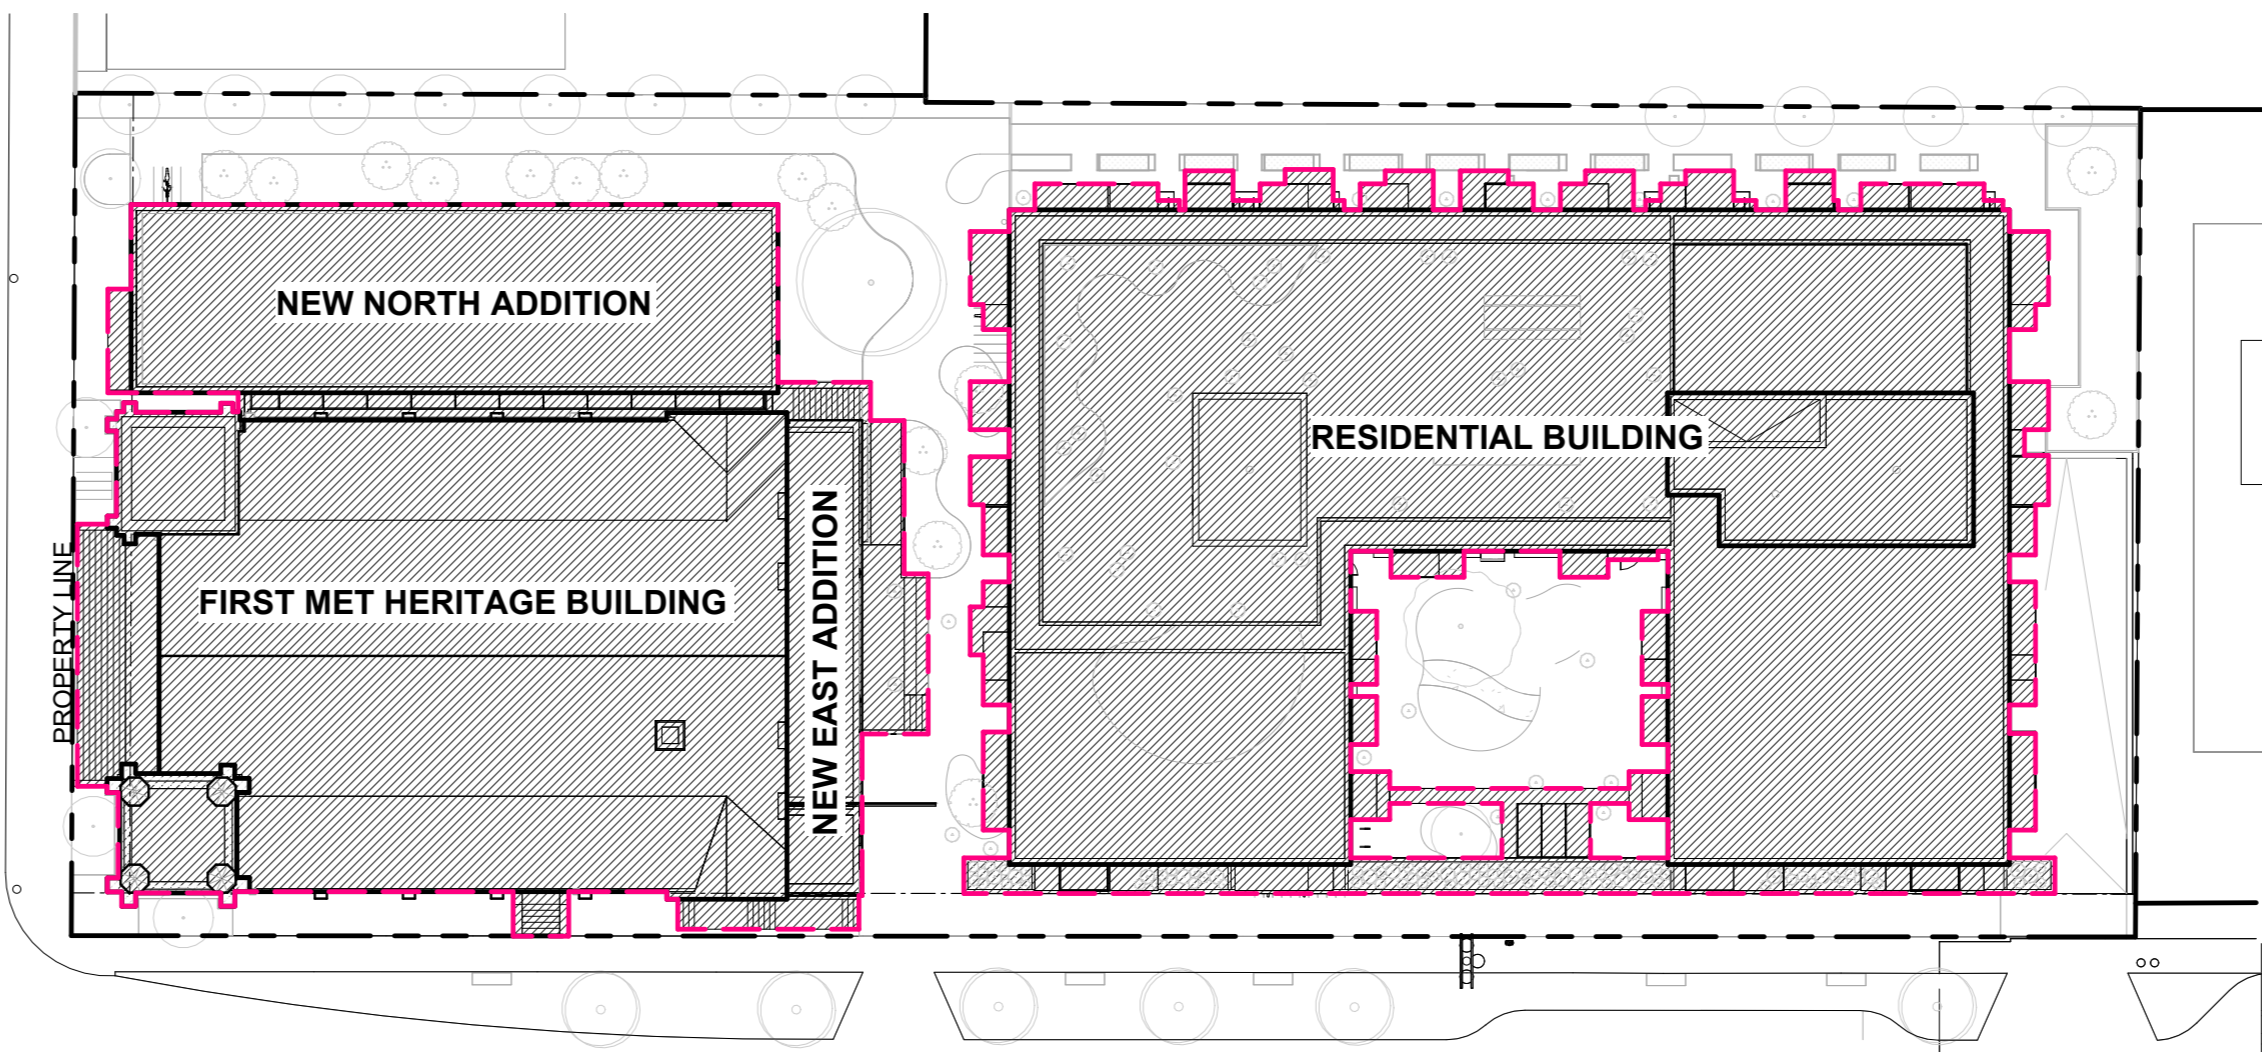 NEW NORTH ADDITION
RESIDENTIAL BUILDING
FIRST MET HERITAGE BUILDING
NEW EAST ADDITION
PROPERTY LINE